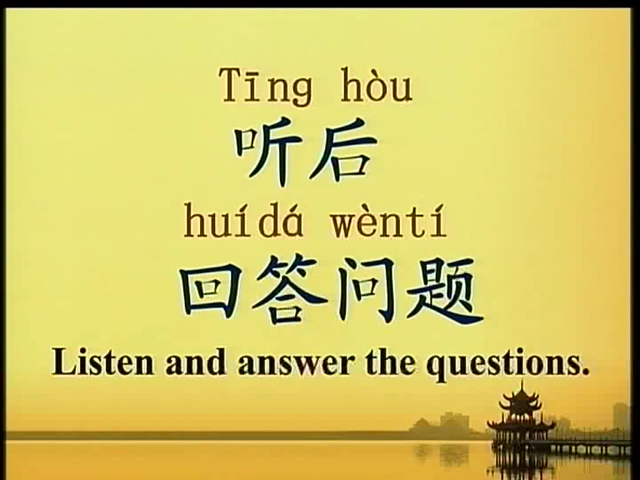 Tīng hòu
听后
huídá wèntí
回答问题
Listen and answer the questions.